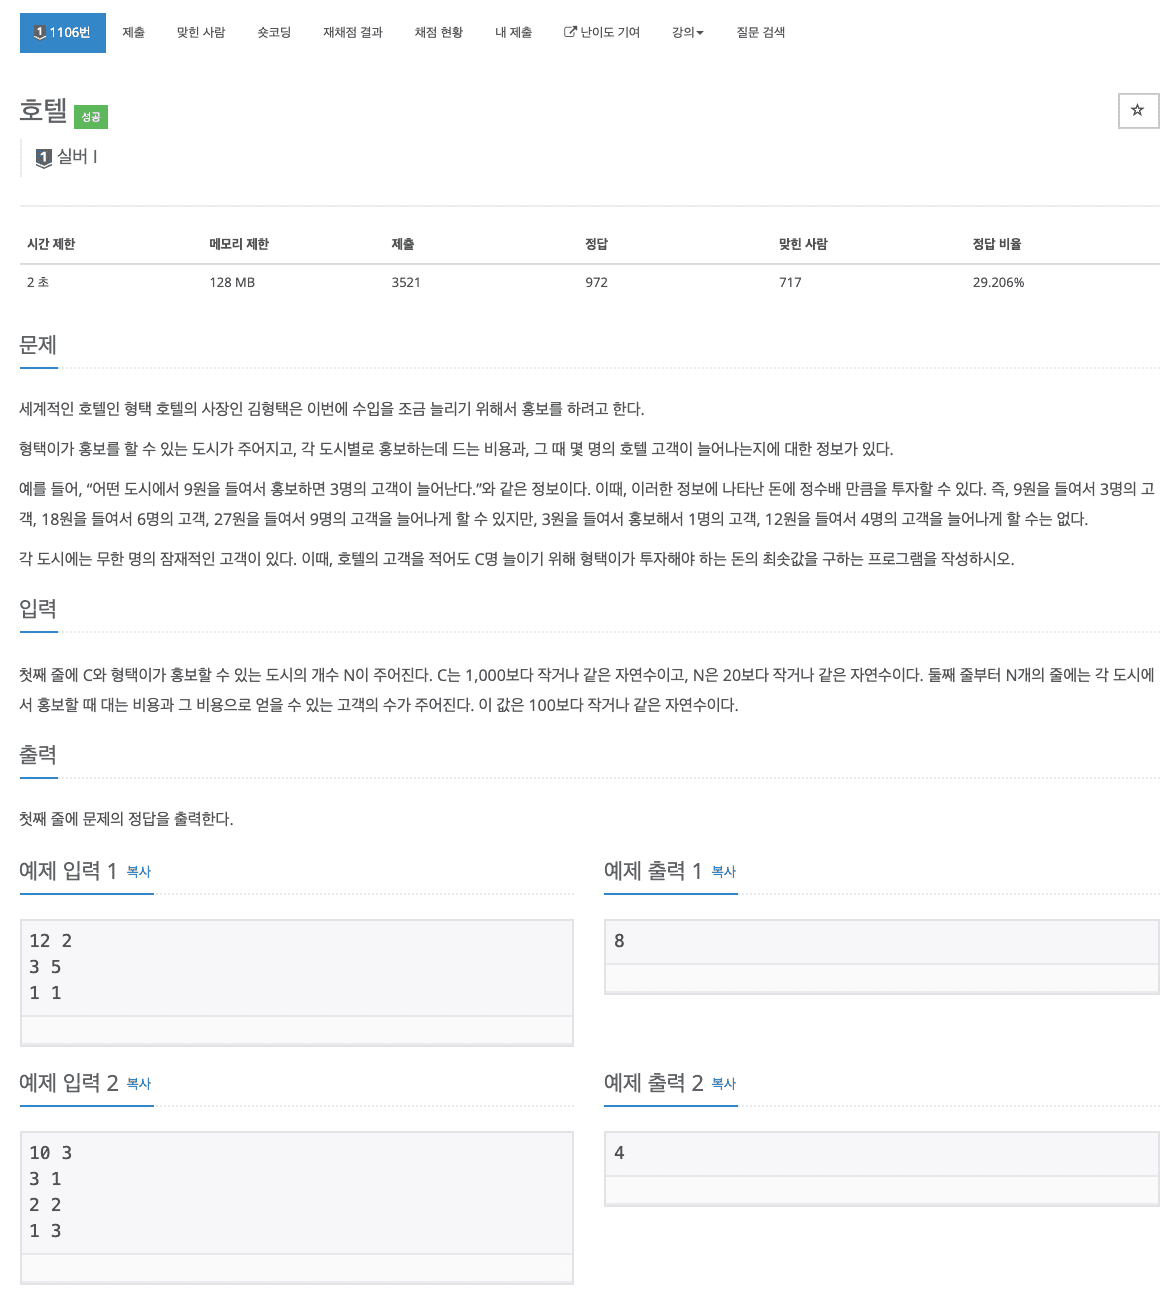 1 1106번 제출 맞힌 사람 숏코딩 재채점 결과 채점 현황 내 제출 난이도 기여 강의 질문 검색
호텔 성공
☆
1 실버 I
시간 제한 메모리 제한 제출 정답 맞힌 사람 정답 비율
2 초 128 MB 3521 972 717 29.206%
문제
세계적인 호텔인 형택 호텔의 사장인 김형택은 이번에 수입을 조금 늘리기 위해서 홍보를 하려고 한다.
형택이가 홍보를 할 수 있는 도시가 주어지고, 각 도시별로 홍보하는데 드는 비용과, 그 때 몇 명의 호텔 고객이 늘어나는지에 대한 정보가 있다.
예를 들어, “어떤 도시에서 9원을 들여서 홍보하면 3명의 고객이 늘어난다.”와 같은 정보이다. 이때, 이러한 정보에 나타난 돈에 정수배 만큼을 투자할 수 있다. 즉, 9원을 들여서 3명의 고
객, 18원을 들여서 6명의 고객, 27원을 들여서 9명의 고객을 늘어나게 할 수 있지만, 3원을 들여서 홍보해서 1명의 고객, 12원을 들여서 4명의 고객을 늘어나게 할 수는 없다.
각 도시에는 무한 명의 잠재적인 고객이 있다. 이때, 호텔의 고객을 적어도 C명 늘이기 위해 형택이가 투자해야 하는 돈의 최솟값을 구하는 프로그램을 작성하시오.
입력
첫째 줄에 C와 형택이가 홍보할 수 있는 도시의 개수 N이 주어진다. C는 1,000보다 작거나 같은 자연수이고, N은 20보다 작거나 같은 자연수이다. 둘째 줄부터 N개의 줄에는 각 도시에
서 홍보할 때 대는 비용과 그 비용으로 얻을 수 있는 고객의 수가 주어진다. 이 값은 100보다 작거나 같은 자연수이다.
출력
첫째 줄에 문제의 정답을 출력한다.
예제 입력 1 복사
12 2
3 5
1 1
예제 출력 1 복사
8
예제 입력 2 복사
10 3
3 1
2 2
1 3
예제 출력 2 복사
4